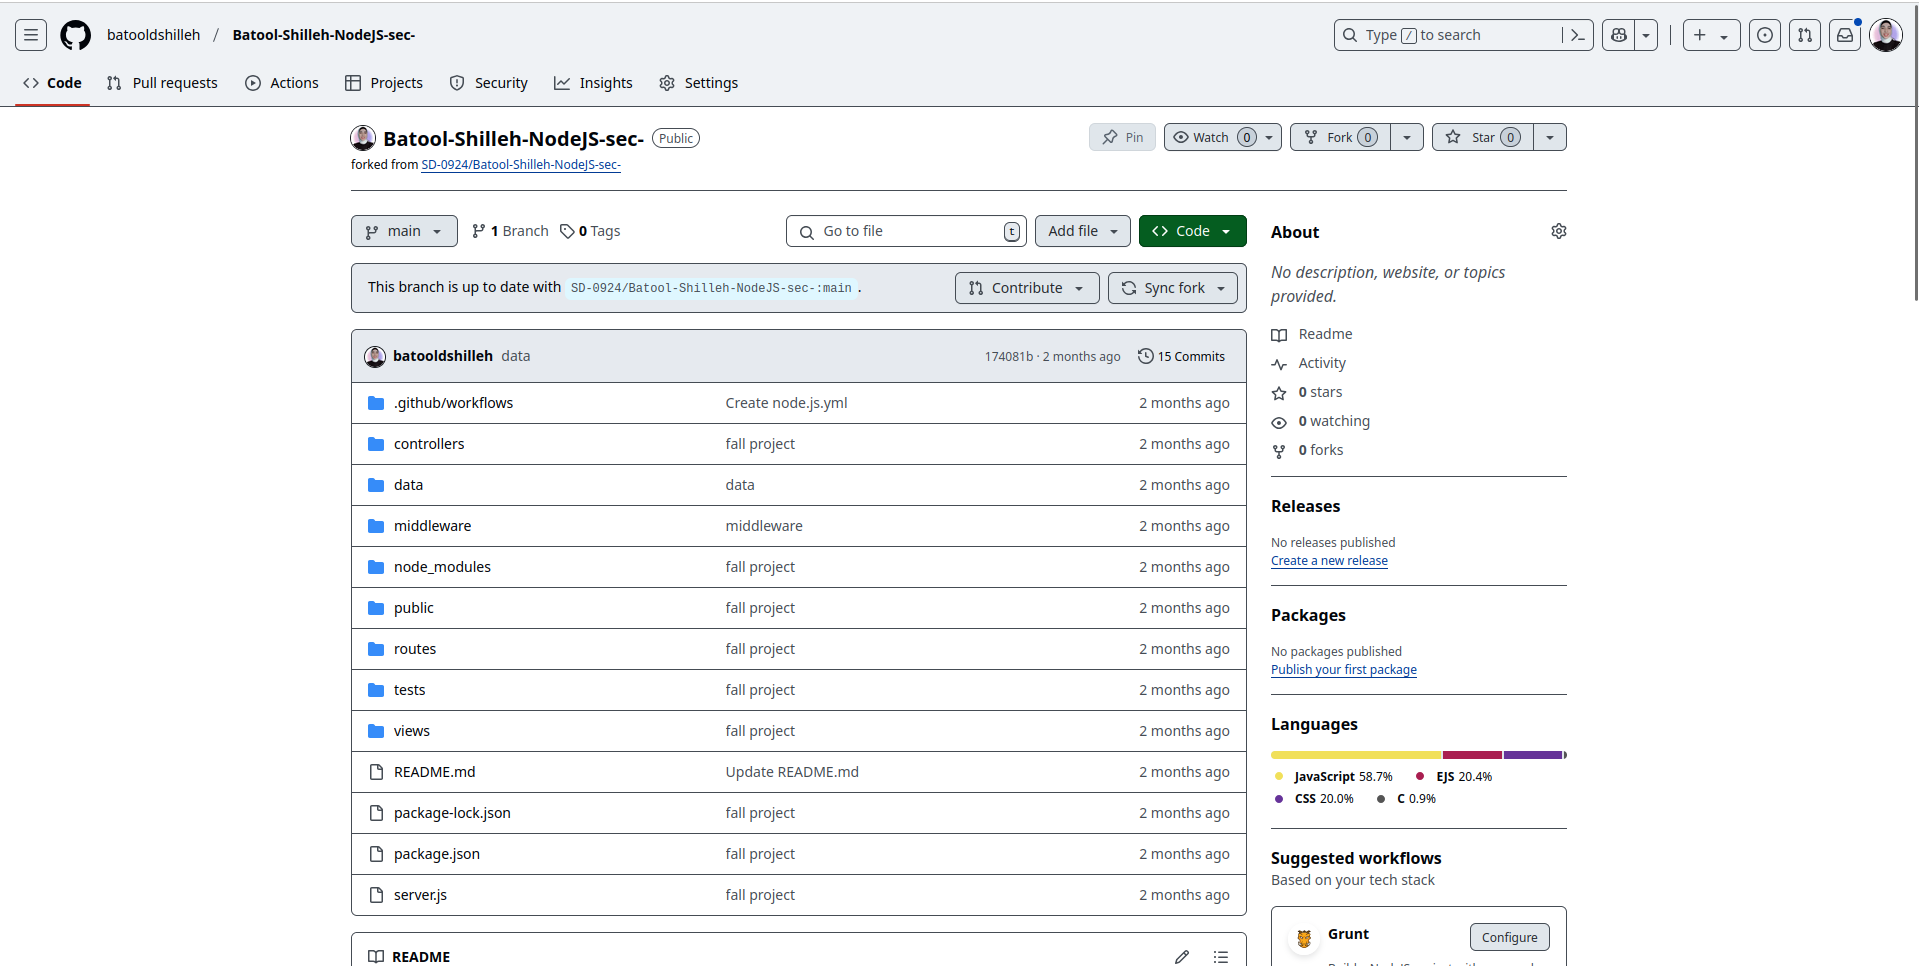 batooldshilleh / Batool-Shilleh-NodeJS-sec-
Type / to search
Code Pull requests Actions Projects Security Insights Settings
Batool-Shilleh-NodeJS-sec- Public
Pin Watch 0 Fork 0 Star 0
forked from SD-0924/Batool-Shilleh-NodeJS-sec-
main 1 Branch 0 Tags Go to file t Add file Code
This branch is up to date with SD-0924/Batool-Shilleh-NodeJS-sec-:main . Contribute Sync fork
batooldshilleh data 174081b · 2 months ago 15 Commits
.github/workflows Create node.js.yml 2 months ago
controllers fall project 2 months ago
data data 2 months ago
middleware middleware 2 months ago
node_modules fall project 2 months ago
public fall project 2 months ago
routes fall project 2 months ago
tests fall project 2 months ago
views fall project 2 months ago
README.md Update README.md 2 months ago
package-lock.json fall project 2 months ago
package.json fall project 2 months ago
server.js fall project 2 months ago
README
About
No description, website, or topics
provided.
Readme
Activity
0 stars
0 watching
0 forks
Releases
No releases published
Create a new release
Packages
No packages published
Publish your first package
Languages
JavaScript 58.7% EJS 20.4%
CSS 20.0% C 0.9%
Suggested workflows
Based on your tech stack
Grunt Configure